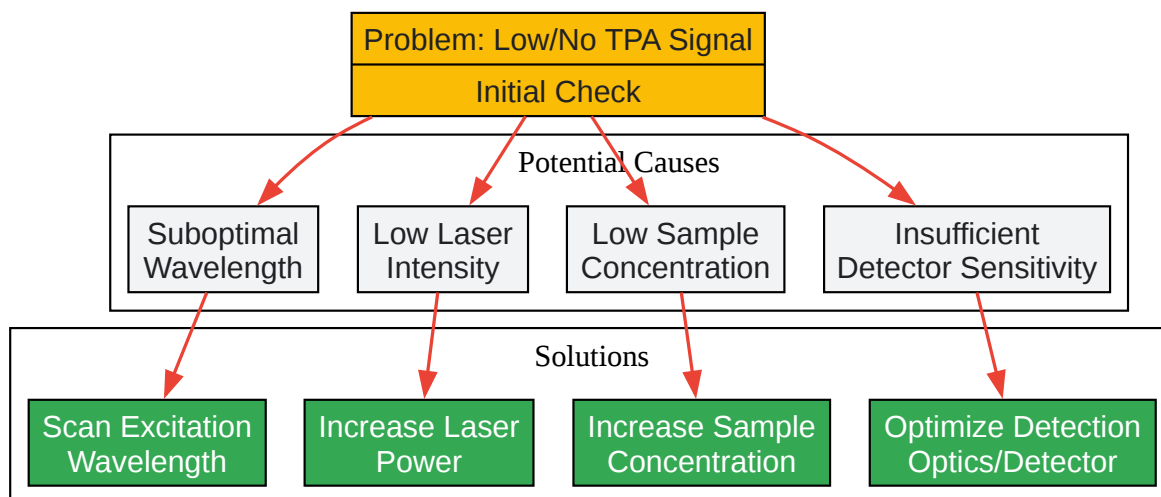 Problem: Low/No TPA Signal
Initial Check
Potential Causes
Suboptimal
Wavelength
Low Laser
Intensity
Low Sample
Concentration
Insufficient
Detector Sensitivity
Solutions
Scan Excitation
Wavelength
Increase Laser
Power
Increase Sample
Concentration
Optimize Detection
Optics/Detector